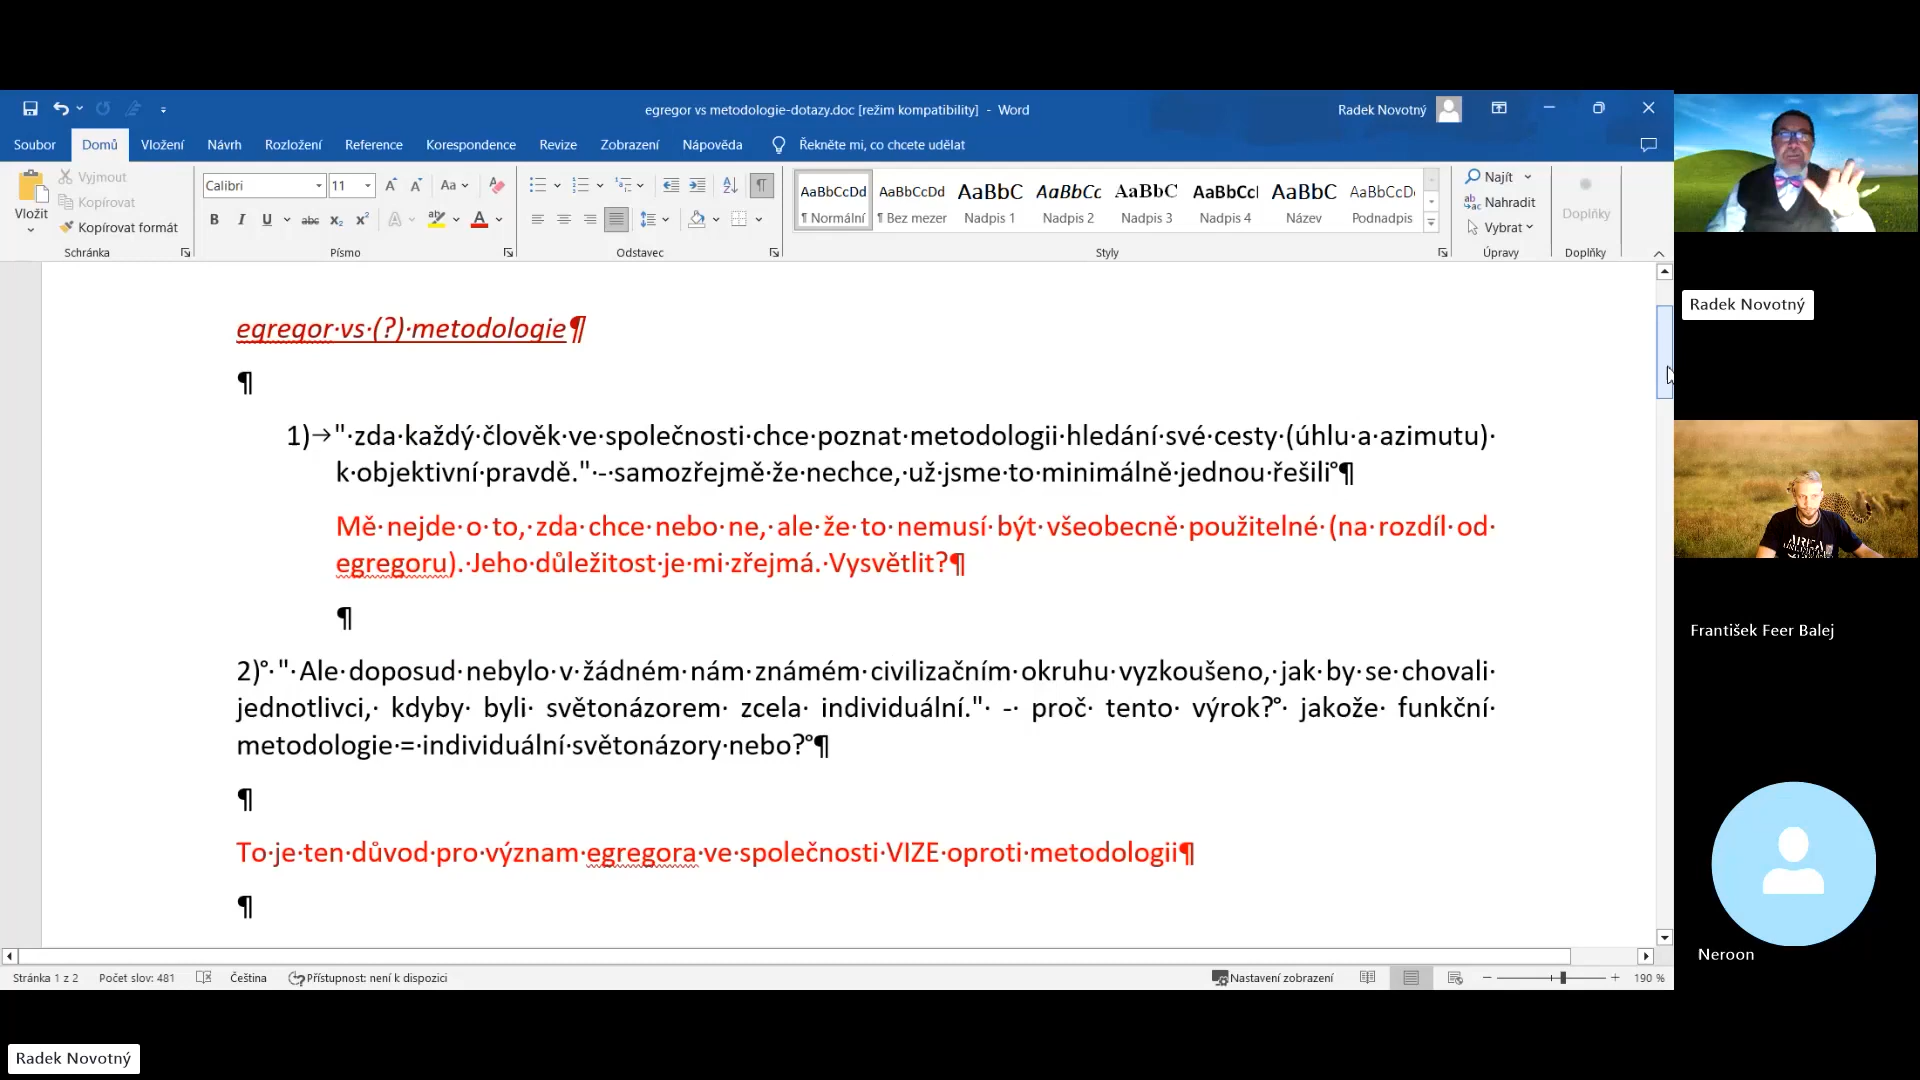 egregor vs metodologie-dotazy.doc [režim kompatibility] - Word
Radek Novotný
Soubor Domů Vložení Návrh Rozložení Reference Korespondence Revize Zobrazení Nápověda Řekněte mi, co chcete udělat
Vložit
Vyjmout
Kopírovat
Kopírovat formát
Schránka
Calibri 11
Písmo
Odstavec
AaBbCcDd AaBbCcDd AaBbC AaBbCc AaBbC AaBbCcI AaBbC AaBbCcD
¶ Normální ¶ Bez mezer Nadpis 1 Nadpis 2 Nadpis 3 Nadpis 4 Název Podnadpis
Styly
Najít
Nahradit
Vybrat
Úpravy
Doplňky
Doplňky
egregor·vs·(?)·metodologie¶
¶
1)→"·zda·každý·člověk·ve·společnosti·chce·poznat·metodologii·hledání·své·cesty·(úhlu·a·azimutu)·
k·objektivní·pravdě."·-·samozřejmě·že·nechce,·už·jsme·to·minimálně·jednou·řešili°¶
Mě·nejde·o·to,·zda·chce·nebo·ne,·ale·že·to·nemusí·být·všeobecně·použitelné·(na·rozdíl·od·
egregoru).·Jeho·důležitost·je·mi·zřejmá.·Vysvětlit?¶
¶
2)°·"·Ale·doposud·nebylo·v·žádném·nám·známém·civilizačním·okruhu·vyzkoušeno,·jak·by·se·chovali·
jednotlivci,·kdyby·byli·světonázorem·zcela·individuální."·-·proč·tento·výrok?°·jakože·funkční·
metodologie·=·individuální·světonázory·nebo?°¶
¶
To·je·ten·důvod·pro·význam·egregora·ve·společnosti·VIZE·oproti·metodologii¶
¶
Stránka 1 z 2 Počet slov: 481 Čeština Přístupnost: není k dispozici Nastavení zobrazení 190 %
Radek Novotný
AREA
František Feer Balej
Neroon
Radek Novotný